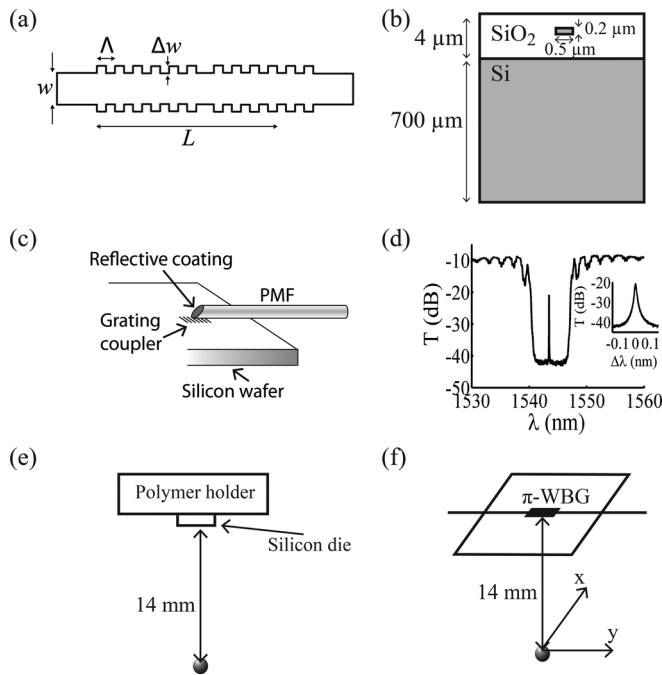 (a)
Λ
Δw
w
L
(b)
4 µm
SiO2
0.2 µm
0.5 µm
Si
700 µm
(c)
Reflective coating
PMF
Grating
coupler
Silicon wafer
(d)
T (dB)
-10
-20
-30
-40
-50
1530
1540
1550
1560
λ (nm)
T (dB)
-20
-30
-40
-0.1 0 0.1
Δλ (nm)
(e)
Polymer holder
Silicon die
14 mm
(f)
π-WBG
14 mm
x
y